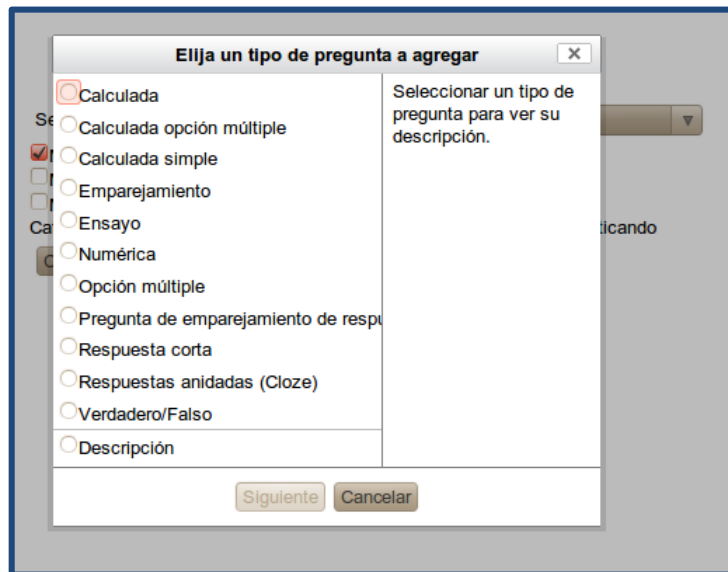 Elija un tipo de pregunta a agregar
Calculada
Calculada opción múltiple
Calculada simple
Emparejamiento
Ensayo
Numérica
Opción múltiple
Pregunta de emparejamiento de
Respuesta corta
Respuestas anidadas (Cloze)
Verdadero/Falso
Descripción
Seleccionar un tipo de
pregunta para ver su
descripción.
Siguiente
Cancelar